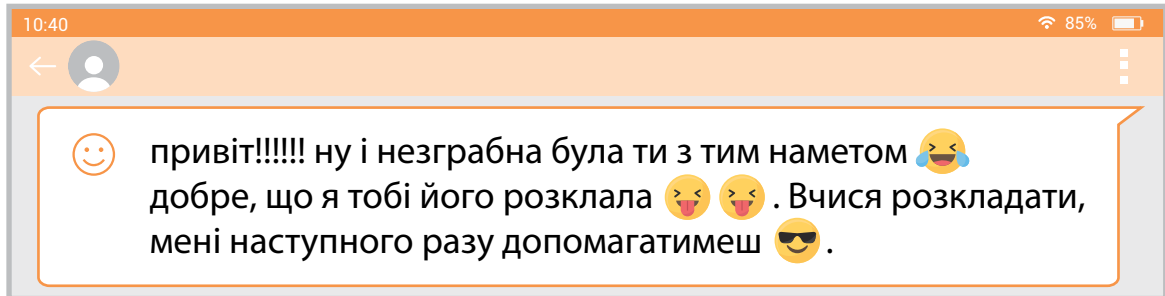 10:40 85%
привіт!!!!!! ну і незграбна була ти з тим наметом 😂
добре, що я тобі його розклала 😝 😝 . Вчися розкладати,
мені наступного разу допомагатимеш 😎 .